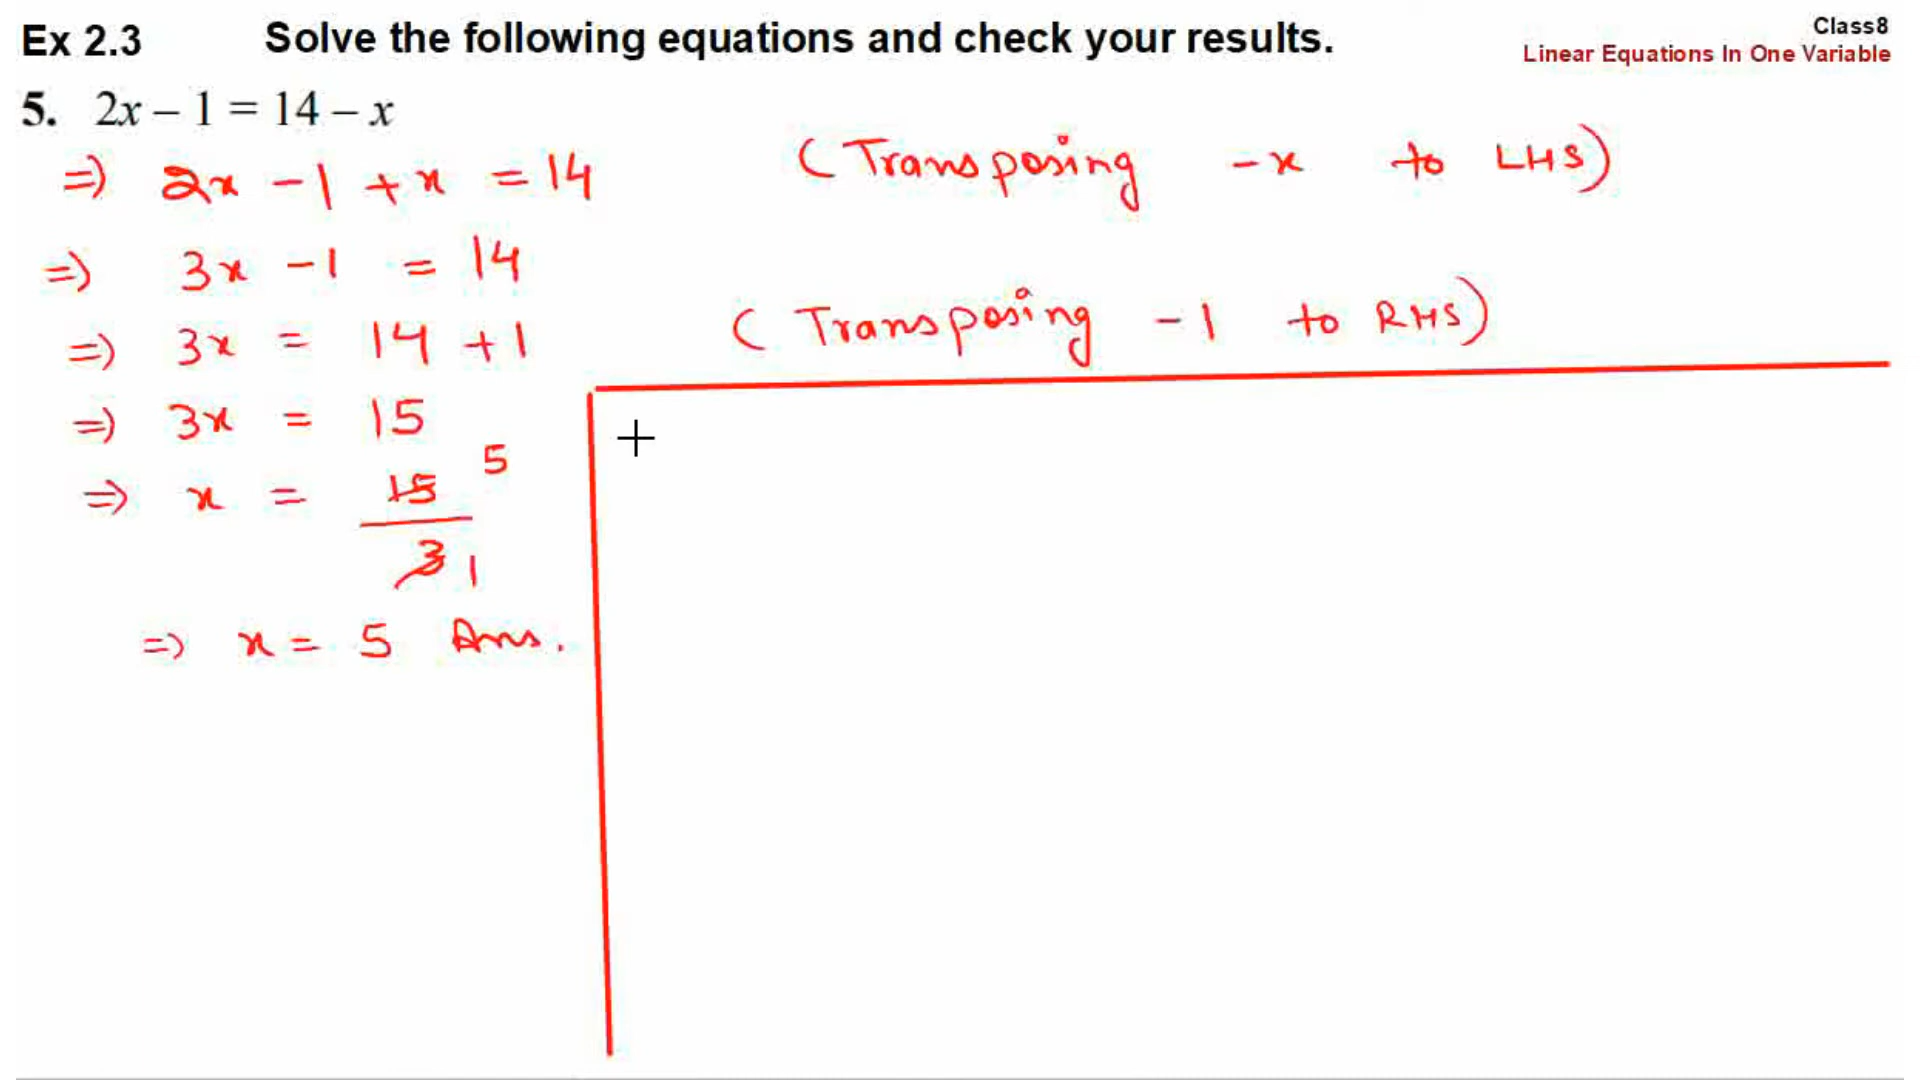 Ex 2.3 Solve the following equations and check your results.
Class8
Linear Equations In One Variable
5. 2x – 1 = 14 – x
⇒ 2x - 1 + x = 14 (Transposing -x to LHS)
⇒ 3x - 1 = 14
⇒ 3x = 14 + 1 (Transposing -1 to RHS)
⇒ 3x = 15
⇒ x = 15 5
3 1
⇒ x = 5 Ans.